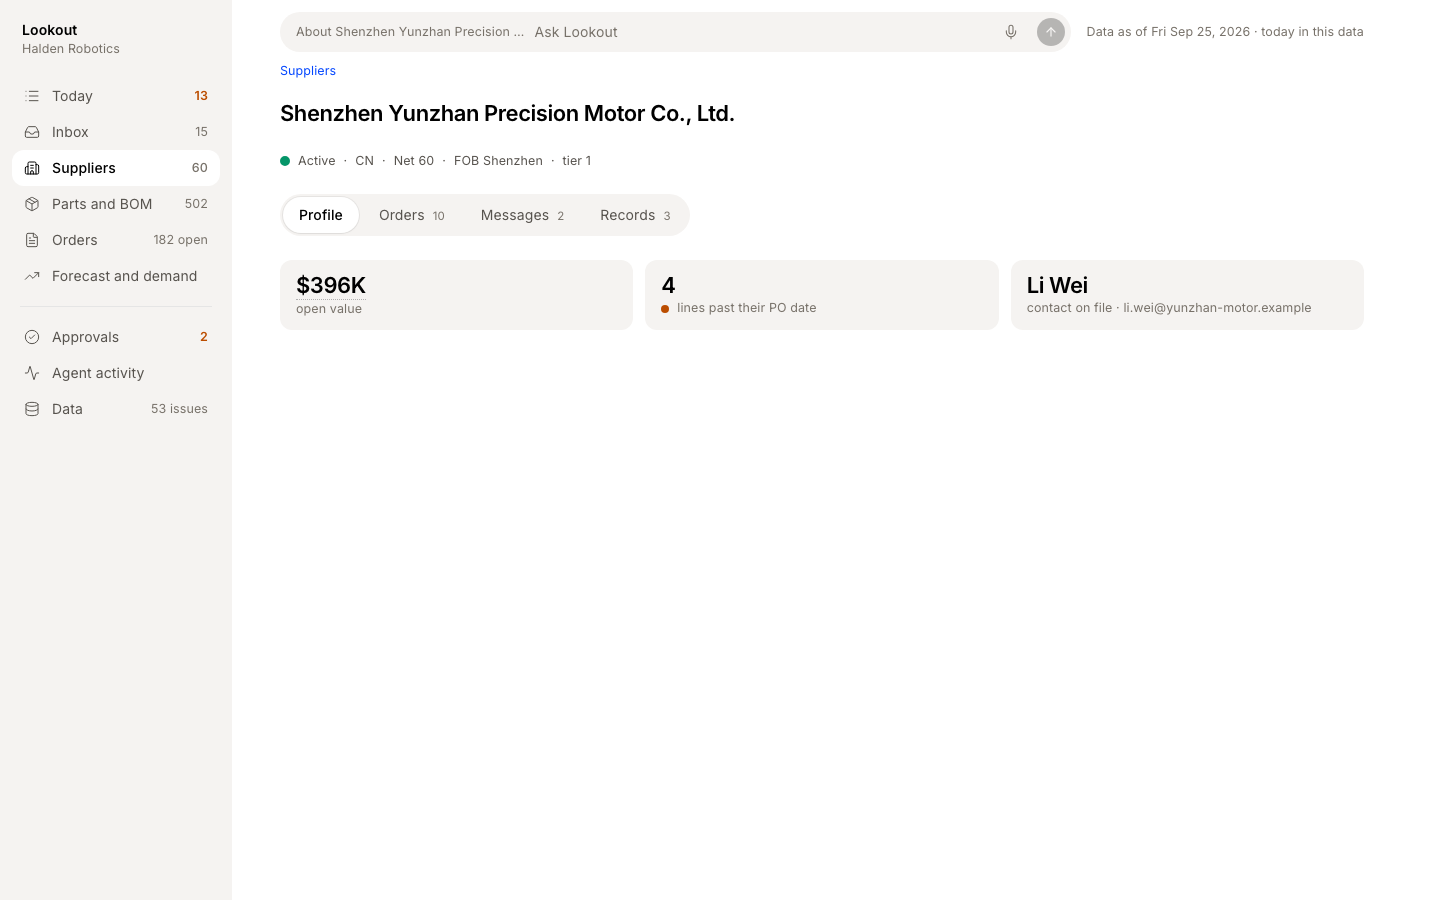 Lookout
Halden Robotics
Today 13
Inbox 15
Suppliers 60
Parts and BOM 502
Orders 182 open
Forecast and demand
Approvals 2
Agent activity
Data 53 issues
About Shenzhen Yunzhan Precision ... Ask Lookout
Data as of Fri Sep 25, 2026 · today in this data
Suppliers
Shenzhen Yunzhan Precision Motor Co., Ltd.
Active · CN · Net 60 · FOB Shenzhen · tier 1
Profile Orders 10 Messages 2 Records 3
$396K
open value
4
lines past their PO date
Li Wei
contact on file · li.wei@yunzhan-motor.example